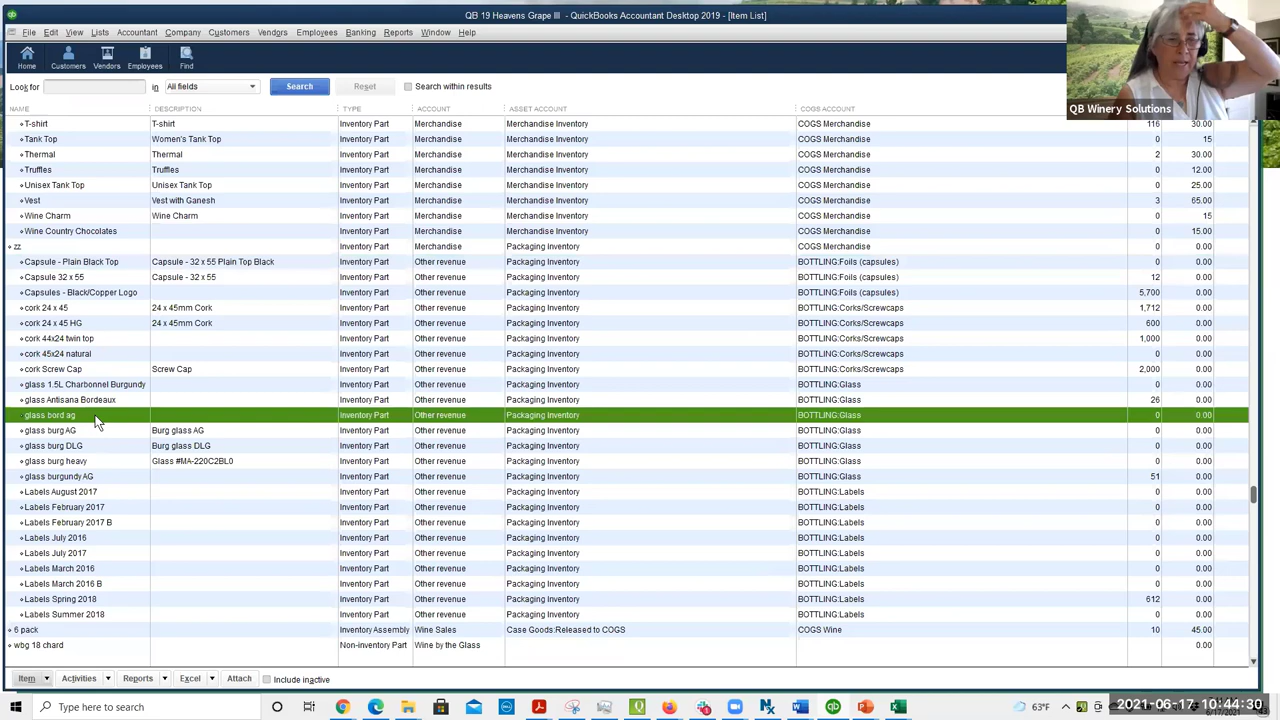 QB 19 Heavens Grape III - QuickBooks Accountant Desktop 2019 - [Item List]
File Edit View Lists Accountant Company Customers Vendors Employees Banking Reports Window Help
Home Customers Vendors Employees Find
Look for in All fields Search Reset Search within results
NAME DESCRIPTION TYPE ACCOUNT ASSET ACCOUNT COGS ACCOUNT
QB Winery Solutions
T-shirt T-shirt Inventory Part Merchandise Merchandise Inventory COGS Merchandise 116 30.00
Tank Top Women's Tank Top Inventory Part Merchandise Merchandise Inventory COGS Merchandise 0 15
Thermal Thermal Inventory Part Merchandise Merchandise Inventory COGS Merchandise 2 30.00
Truffles Truffles Inventory Part Merchandise Merchandise Inventory COGS Merchandise 0 12.00
Unisex Tank Top Unisex Tank Top Inventory Part Merchandise Merchandise Inventory COGS Merchandise 0 25.00
Vest Vest with Ganesh Inventory Part Merchandise Merchandise Inventory COGS Merchandise 3 65.00
Wine Charm Wine Charm Inventory Part Merchandise Merchandise Inventory COGS Merchandise 0 15
Wine Country Chocolates Inventory Part Merchandise Merchandise Inventory COGS Merchandise 0 15.00
zz Inventory Part Merchandise Packaging Inventory COGS Merchandise 0 0.00
Capsule - Plain Black Top Capsule - 32 x 55 Plain Top Black Inventory Part Other revenue Packaging Inventory BOTTLING:Foils (capsules) 0 0.00
Capsule 32 x 55 Capsule - 32 x 55 Inventory Part Other revenue Packaging Inventory BOTTLING:Foils (capsules) 12 0.00
Capsules - Black/Copper Logo Inventory Part Other revenue Packaging Inventory BOTTLING:Foils (capsules) 5,700 0.00
cork 24 x 45 24 x 45mm Cork Inventory Part Other revenue Packaging Inventory BOTTLING:Corks/Screwcaps 1,712 0.00
cork 24 x 45 HG 24 x 45mm Cork Inventory Part Other revenue Packaging Inventory BOTTLING:Corks/Screwcaps 600 0.00
cork 44x24 twin top Inventory Part Other revenue Packaging Inventory BOTTLING:Corks/Screwcaps 1,000 0.00
cork 45x24 natural Inventory Part Other revenue Packaging Inventory BOTTLING:Corks/Screwcaps 0 0.00
cork Screw Cap Screw Cap Inventory Part Other revenue Packaging Inventory BOTTLING:Corks/Screwcaps 2,000 0.00
glass 1.5L Charbonnel Burgundy Inventory Part Other revenue Packaging Inventory BOTTLING:Glass 0 0.00
glass Antisana Bordeaux Inventory Part Other revenue Packaging Inventory BOTTLING:Glass 26 0.00
glass bord ag Inventory Part Other revenue Packaging Inventory BOTTLING:Glass 0 0.00
glass burg AG Burg glass AG Inventory Part Other revenue Packaging Inventory BOTTLING:Glass 0 0.00
glass burg DLG Burg glass DLG Inventory Part Other revenue Packaging Inventory BOTTLING:Glass 0 0.00
glass burg heavy Glass #MA-220C2BL0 Inventory Part Other revenue Packaging Inventory BOTTLING:Glass 0 0.00
glass burgundy AG Inventory Part Other revenue Packaging Inventory BOTTLING:Glass 51 0.00
Labels August 2017 Inventory Part Other revenue Packaging Inventory BOTTLING:Labels 0 0.00
Labels February 2017 Inventory Part Other revenue Packaging Inventory BOTTLING:Labels 0 0.00
Labels February 2017 B Inventory Part Other revenue Packaging Inventory BOTTLING:Labels 0 0.00
Labels July 2016 Inventory Part Other revenue Packaging Inventory BOTTLING:Labels 0 0.00
Labels July 2017 Inventory Part Other revenue Packaging Inventory BOTTLING:Labels 0 0.00
Labels March 2016 Inventory Part Other revenue Packaging Inventory BOTTLING:Labels 0 0.00
Labels March 2016 B Inventory Part Other revenue Packaging Inventory BOTTLING:Labels 0 0.00
Labels Spring 2018 Inventory Part Other revenue Packaging Inventory BOTTLING:Labels 612 0.00
Labels Summer 2018 Inventory Part Other revenue Packaging Inventory BOTTLING:Labels 0 0.00
6 pack Inventory Assembly Wine Sales Case Goods:Released to COGS COGS Wine 10 45.00
wbg 18 chard Non-inventory Part Wine by the Glass 0.00
Item Activities Reports Excel Attach Include inactive
Type here to search 63°F 2021-06-17 10:44:30